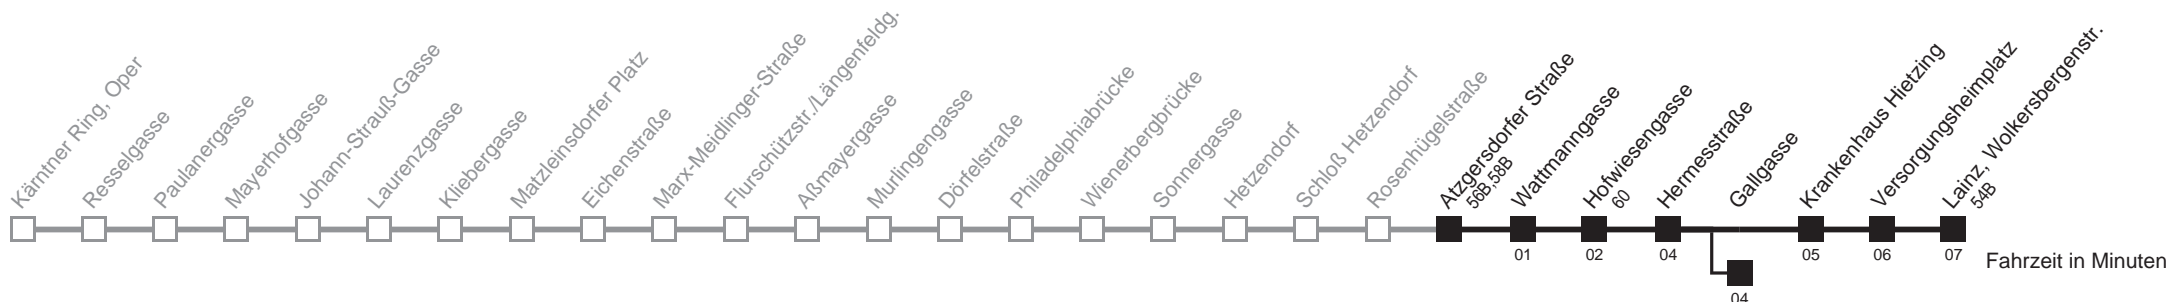 Kärntner Ring, Oper
Resselgasse
Paulanergasse
Mayerhofgasse
Johann-Strauß-Gasse
Laurenzgasse
Kliebergasse
Matzleinsdorfer Platz
Eichenstraße
Marx-Meidlinger-Straße
Flurschützstr./Längenfeldg.
Aßmayergasse
Murlingengasse
Dörfelstraße
Philadelphiabrücke
Wienerbergbrücke
Sonnergasse
Hetzendorf
Schloß Hetzendorf
Rosenhügelstraße
Atzgersdorfer Straße
56B,58B
Wattmanngasse
Hofwiesengasse
60
Hermesstraße
Gallgasse
Krankenhaus Hietzing
Versorgungsheimplatz
Lainz, Wolkersbergenstr.
54B
01
02
04
05
06
07
Fahrzeit in Minuten
04